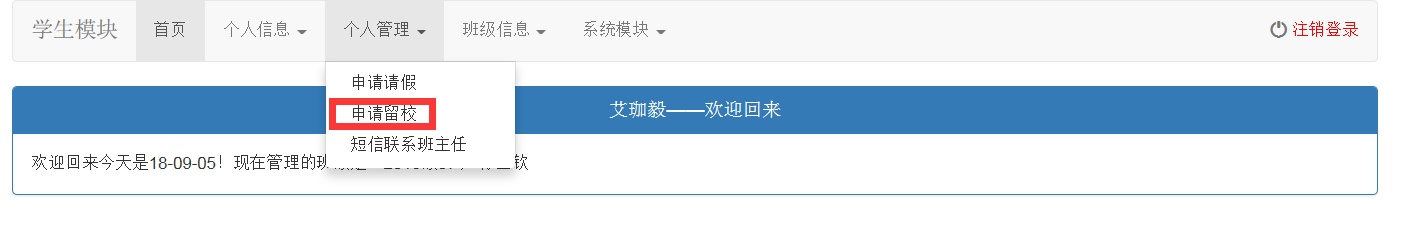 学生模块 首页 个人信息 个人管理 班级信息 系统模块 注销登录
申请请假
申请留校
短信联系班主任
艾珈毅——欢迎回来
欢迎回来今天是18-09-05！现在管理的班